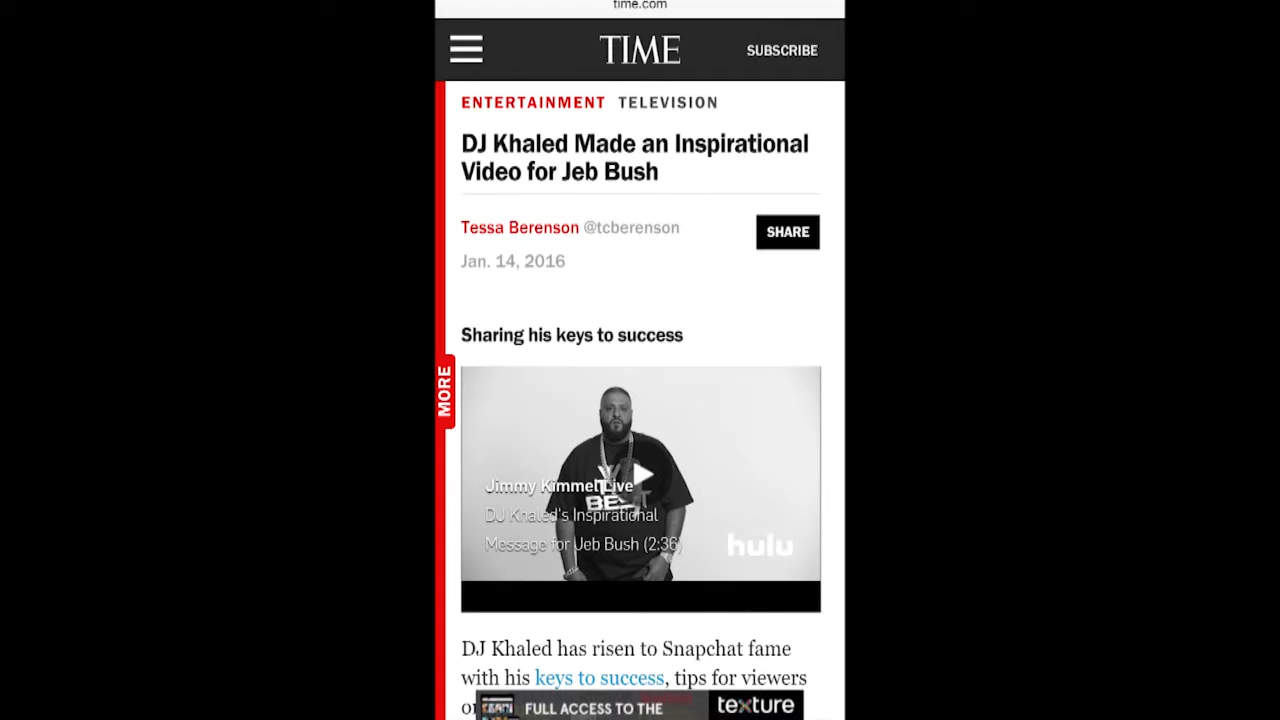 time.com
TIME
SUBSCRIBE
ENTERTAINMENT TELEVISION
DJ Khaled Made an Inspirational
Video for Jeb Bush
Tessa Berenson @tcberenson
SHARE
Jan. 14, 2016
Sharing his keys to success
MORE
Jimmy Kimmel Live
DJ Khaled's Inspirational
Message for Jeb Bush (2:36)
hulu
DJ Khaled has risen to Snapchat fame
with his keys to success, tips for viewers
FULL ACCESS TO THE
texture